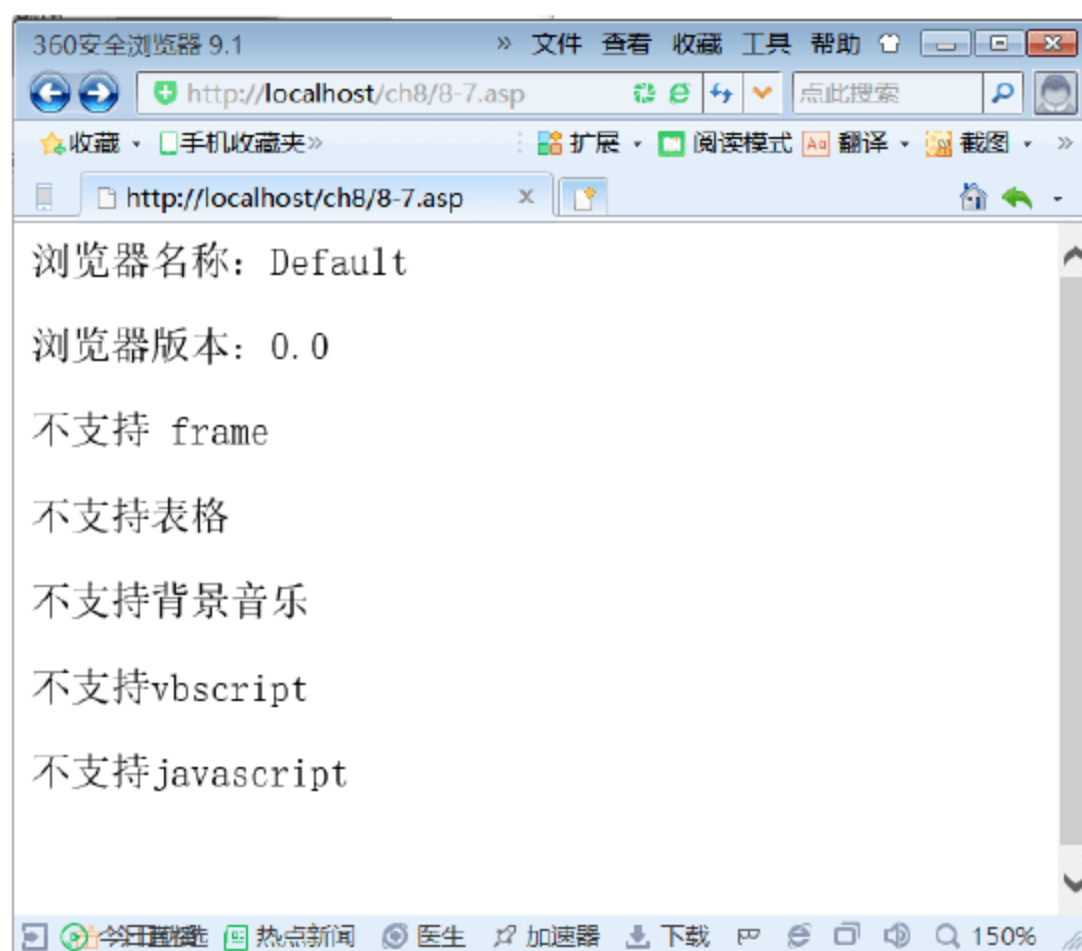 360安全浏览器 9.1 » 文件 查看 收藏 工具 帮助
http://localhost/ch8/8-7.asp 点此搜索
收藏 手机收藏夹» 扩展 阅读模式 Aあ 翻译 截图 »
http://localhost/ch8/8-7.asp ×
浏览器名称: Default
浏览器版本: 0.0
不支持 frame
不支持表格
不支持背景音乐
不支持vbscript
不支持javascript
热点新闻 医生 加速器 下载 150%